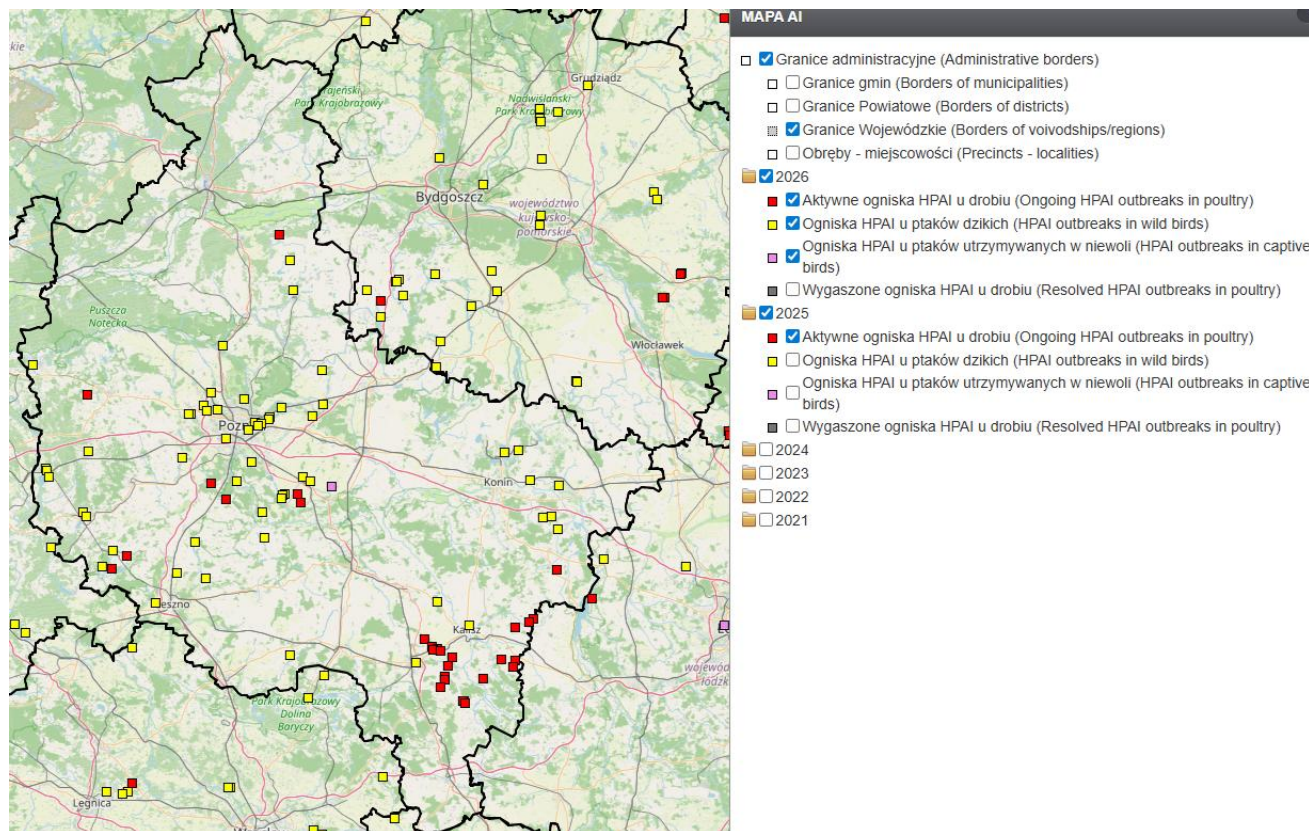 MAPA AI
Granice administracyjne (Administrative borders)
Granice gmin (Borders of municipalities)
Granice Powiatowe (Borders of districts)
Granice Wojewódzkie (Borders of voivodships/regions)
Obręby - miejscowości (Precincts - localities)
2026
Aktywne ogniska HPAI u drobiu (Ongoing HPAI outbreaks in poultry)
Ogniska HPAI u ptaków dzikich (HPAI outbreaks in wild birds)
Ogniska HPAI u ptaków utrzymywanych w niewoli (HPAI outbreaks in captive
birds)
Wygaszone ogniska HPAI u drobiu (Resolved HPAI outbreaks in poultry)
2025
Aktywne ogniska HPAI u drobiu (Ongoing HPAI outbreaks in poultry)
Ogniska HPAI u ptaków dzikich (HPAI outbreaks in wild birds)
Ogniska HPAI u ptaków utrzymywanych w niewoli (HPAI outbreaks in captive
birds)
Wygaszone ogniska HPAI u drobiu (Resolved HPAI outbreaks in poultry)
2024
2023
2022
2021
skie
Grudziądz
Park Krajobrazowy
Nadwiślański
Park Krajobrazowy
Bydgoszcz
województwo
kujawsko-
pomorskie
Puszcza
Notecka
Włocławek
Konin
Kalisz
Park Krajobrazowy
Dolina
Baryczy
Legnica